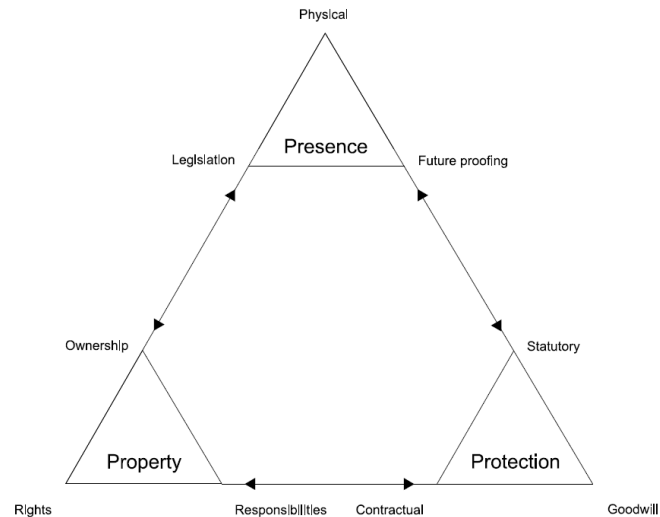 Physical
Presence
Legislation
Future proofing
Ownership
Statutory
Property
Protection
Rights
Responsibilities
Contractual
Goodwill